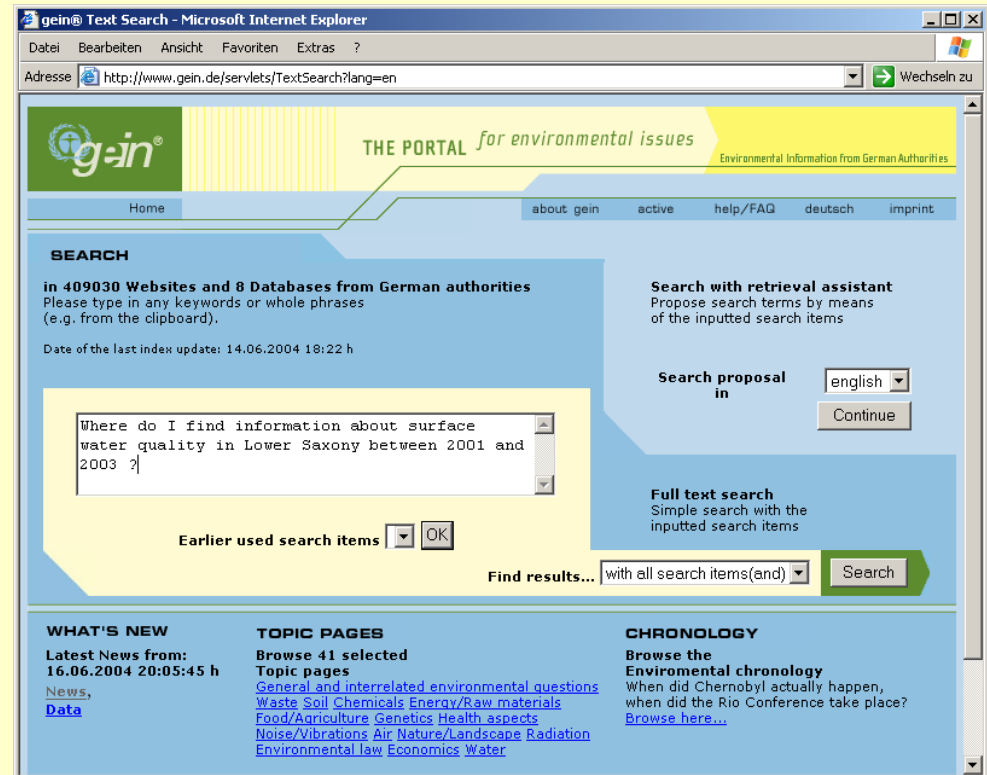 gein® Text Search - Microsoft Internet Explorer
Datei Bearbeiten Ansicht Favoriten Extras ?
Adresse http://www.gein.de/servlets/TextSearch?lang=en Wechseln zu
gein®
THE PORTAL for environmental issues
Environmental Information from German Authorities
Home about gein active help/FAQ deutsch imprint
SEARCH
in 409030 Websites and 8 Databases from German authorities
Please type in any keywords or whole phrases
(e.g. from the clipboard).
Date of the last index update: 14.06.2004 18:22 h
Where do I find information about surface
water quality in Lower Saxony between 2001 and
2003 ?
Earlier used search items OK
Search with retrieval assistant
Propose search terms by means
of the inputted search items
Search proposal
in
english
Continue
Full text search
Simple search with the
inputted search items
Find results... with all search items(and) Search
WHAT'S NEW
Latest News from:
16.06.2004 20:05:45 h
News,
Data
TOPIC PAGES
Browse 41 selected
Topic pages
General and interrelated environmental questions
Waste Soil Chemicals Energy/Raw materials
Food/Agriculture Genetics Health aspects
Noise/Vibrations Air Nature/Landscape Radiation
Environmental law Economics Water
CHRONOLOGY
Browse the
Enviromental chronology
When did Chernobyl actually happen,
when did the Rio Conference take place?
Browse here...